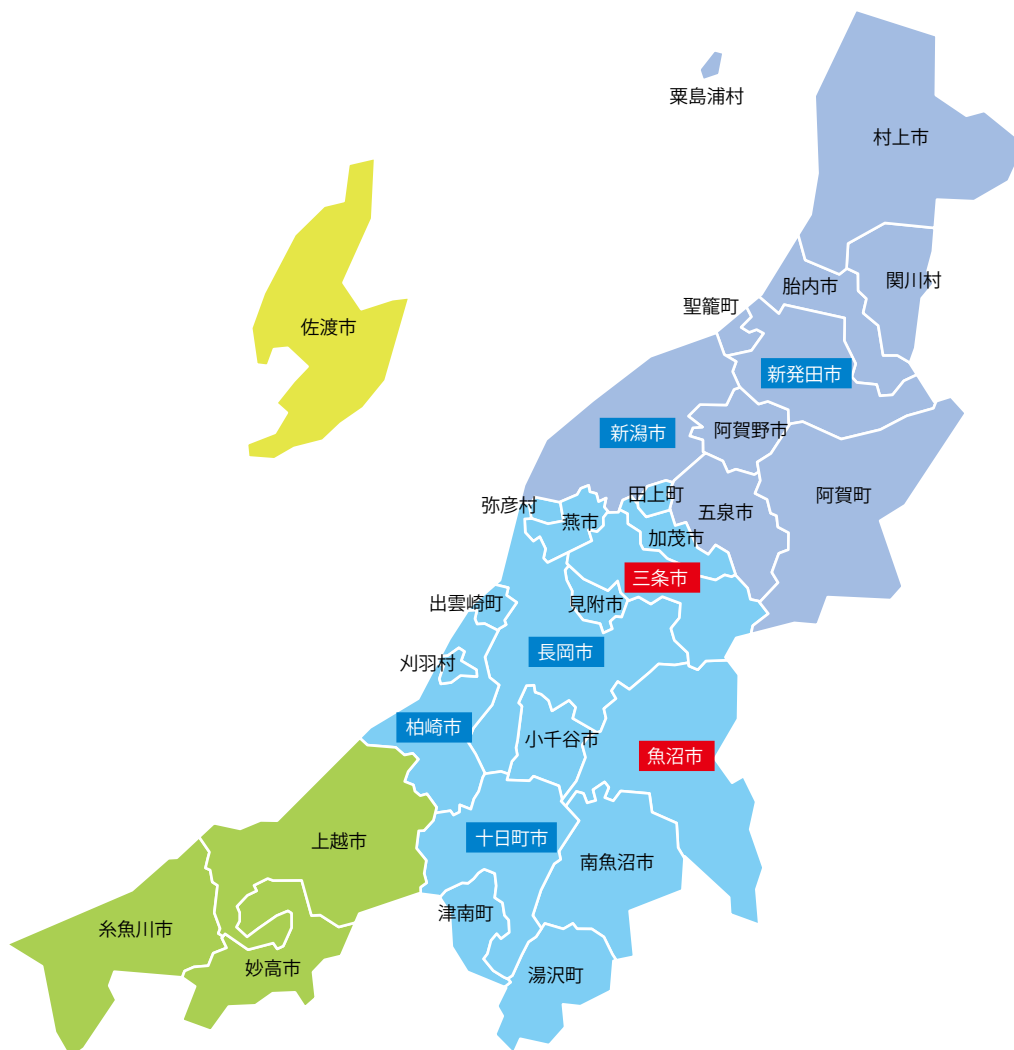 粟島浦村
村上市
関川村
胎内市
聖籠町
佐渡市
新発田市
新潟市
阿賀野市
阿賀町
田上町
弥彦村
五泉市
燕市
加茂市
三条市
出雲崎町
見附市
長岡市
刈羽村
柏崎市
小千谷市
魚沼市
十日町市
上越市
南魚沼市
津南町
糸魚川市
妙高市
湯沢町